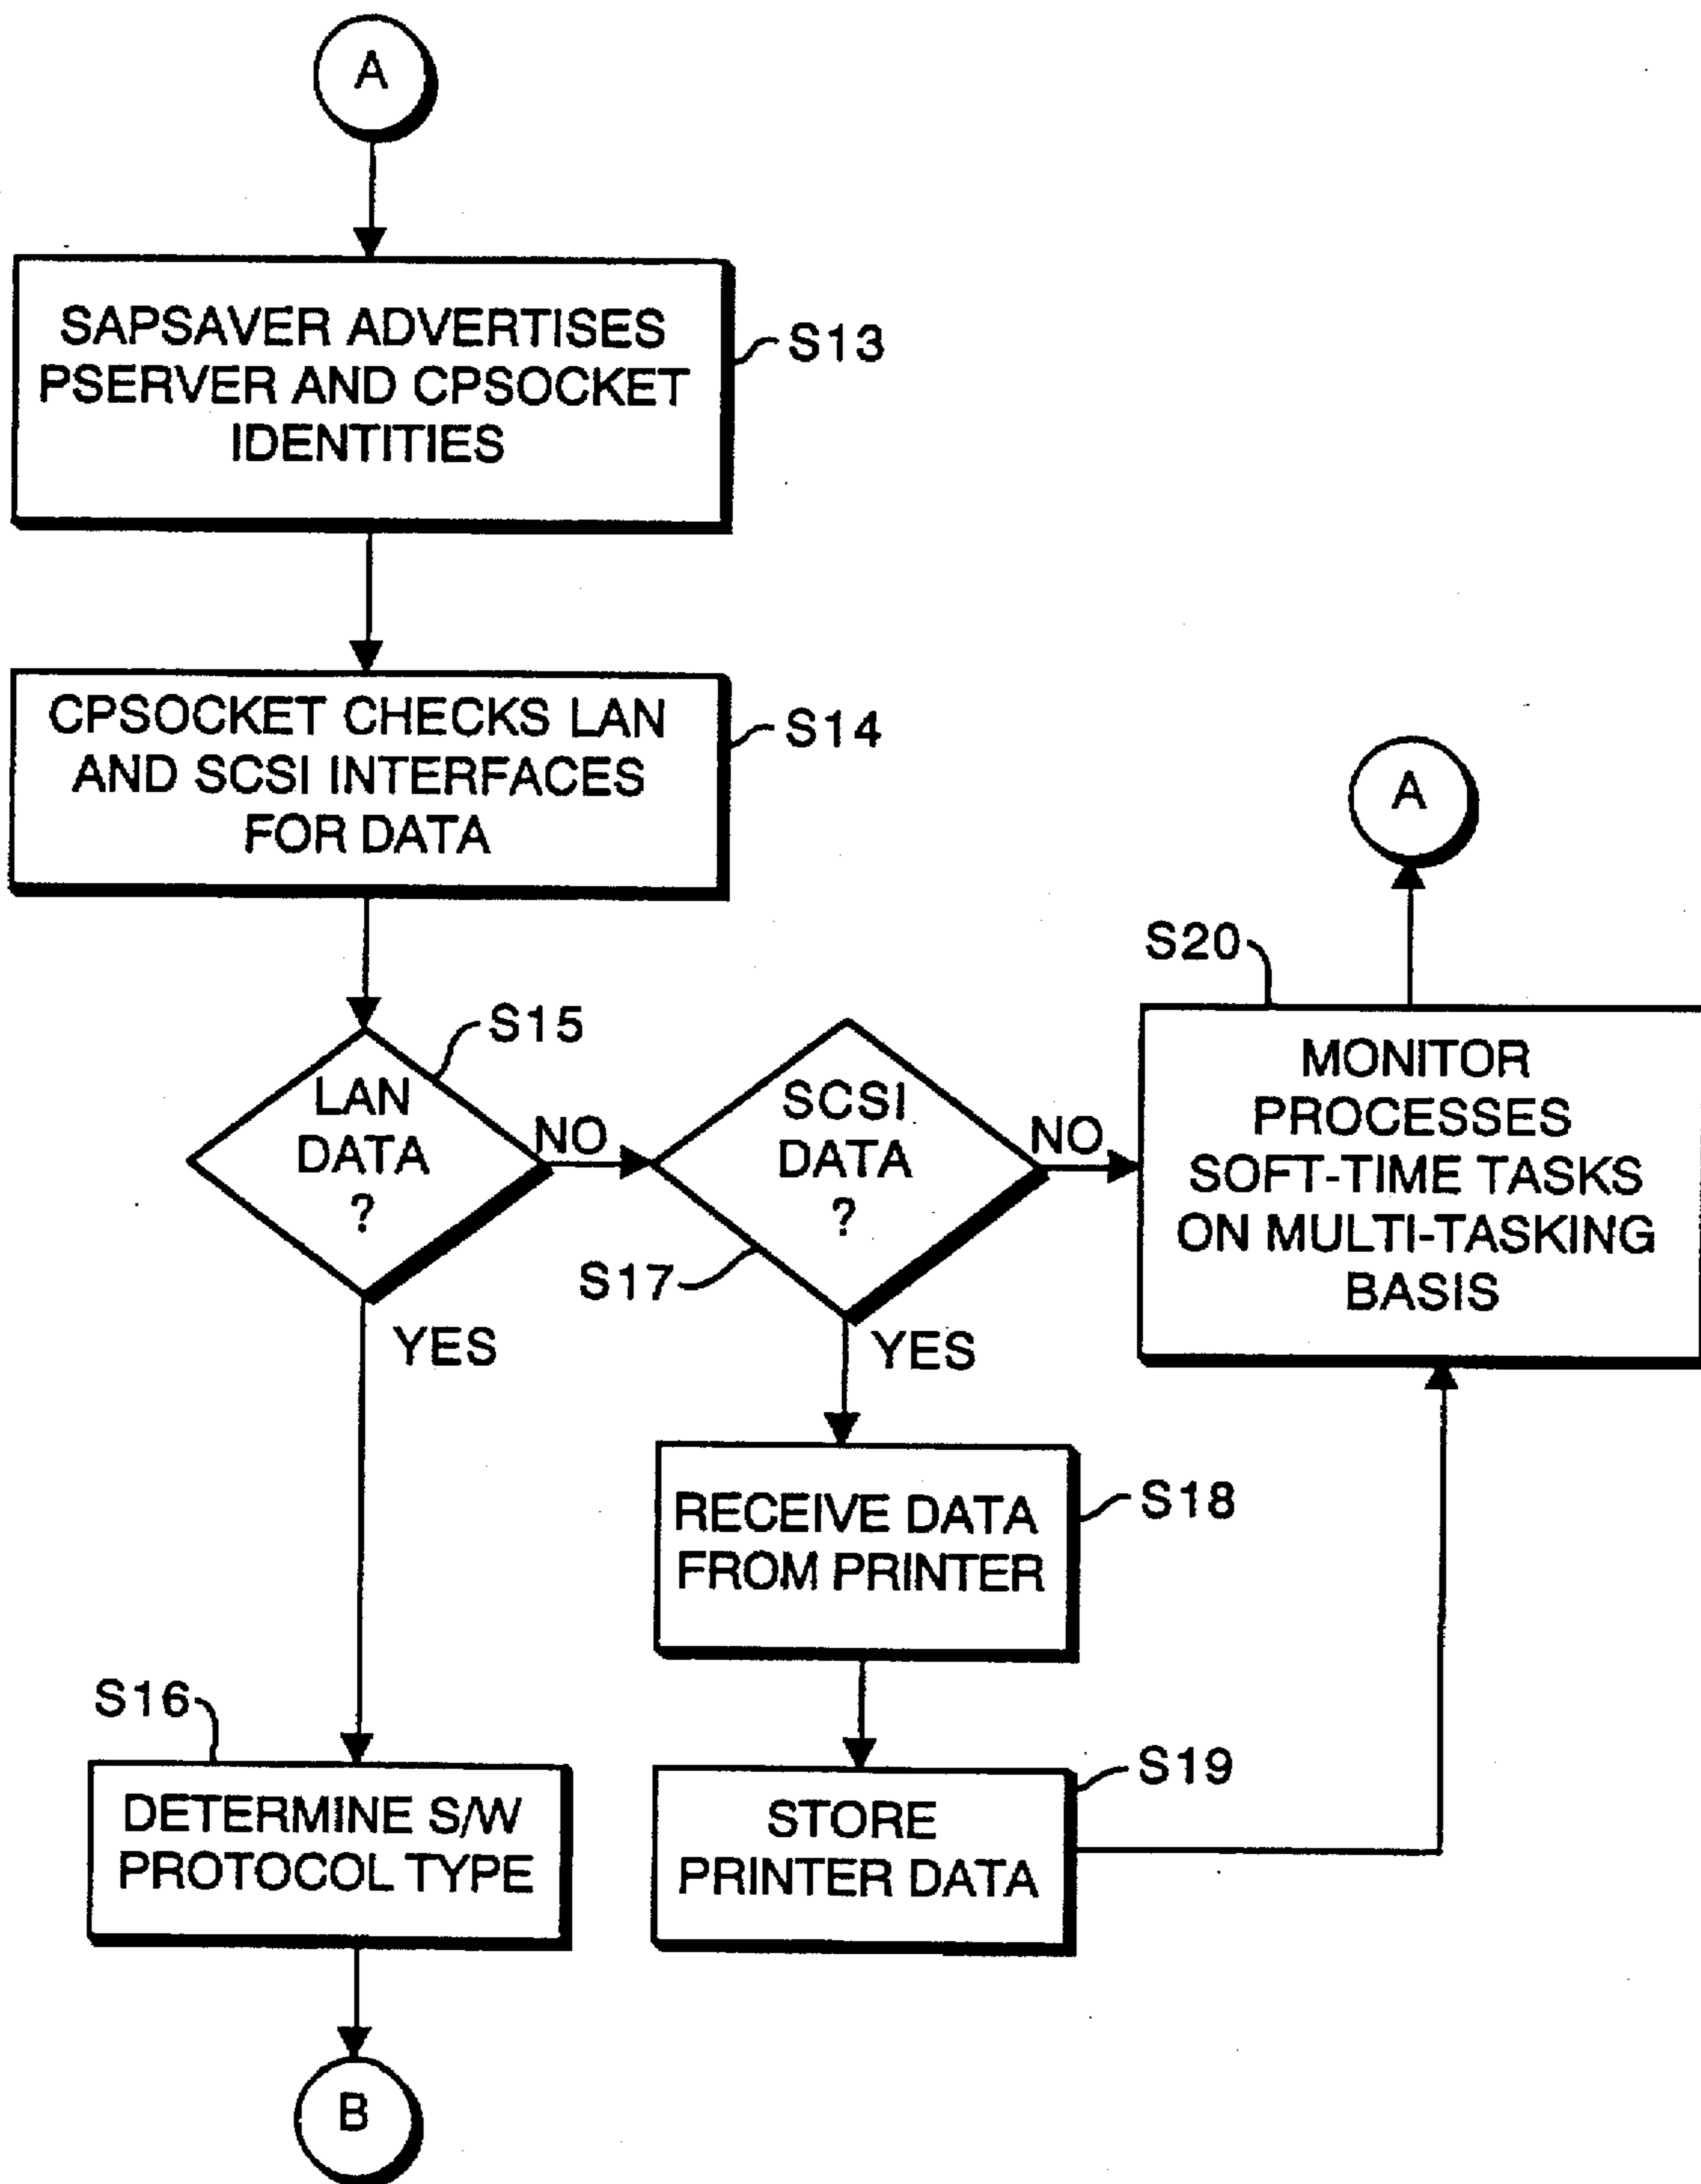 A
SAPSAVER ADVERTISES
PSERVER AND CPSOCKET
IDENTITIES
S13
CPSOCKET CHECKS LAN
AND SCSI INTERFACES
FOR DATA
S14
A
S20
MONITOR
PROCESSES
SOFT-TIME TASKS
ON MULTI-TASKING
BASIS
S15
LAN
DATA
?
NO
SCSI
DATA
?
NO
S17
YES
YES
RECEIVE DATA
FROM PRINTER
S18
S16
DETERMINE S/W
PROTOCOL TYPE
STORE
PRINTER DATA
S19
B